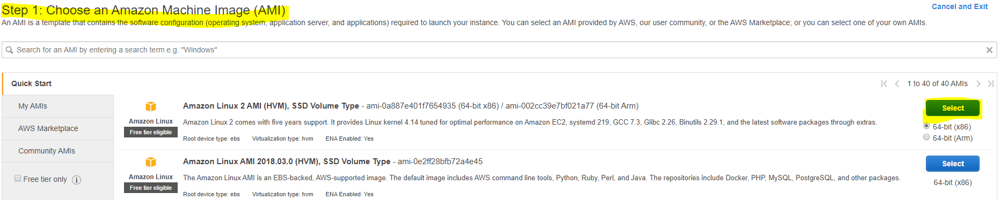 Step 1: Choose an Amazon Machine Image (AMI)
Cancel and Exit
An AMI is a template that contains the software configuration (operating system, application server, and applications) required to launch your instance. You can select an AMI provided by AWS, our user community, or the AWS Marketplace; or you can select one of your own AMIs.
Search for an AMI by entering a search term e.g. "Windows"
Quick Start
1 to 40 of 40 AMIs
My AMIs
AWS Marketplace
Community AMIs
Free tier only
Amazon Linux
Free tier eligible
Amazon Linux 2 AMI (HVM), SSD Volume Type - ami-0a887e401f7654935 (64-bit x86) / ami-002cc39e7bf021a77 (64-bit Arm)
Amazon Linux 2 comes with five years support. It provides Linux kernel 4.14 tuned for optimal performance on Amazon EC2, systemd 219, GCC 7.3, Glibc 2.26, Binutils 2.29.1, and the latest software packages through extras.
Root device type: ebs Virtualization type: hvm ENA Enabled: Yes
Select
64-bit (x86)
64-bit (Arm)
Amazon Linux
Free tier eligible
Amazon Linux AMI 2018.03.0 (HVM), SSD Volume Type - ami-0e2ff28bfb72a4e45
The Amazon Linux AMI is an EBS-backed, AWS-supported image. The default image includes AWS command line tools, Python, Ruby, Perl, and Java. The repositories include Docker, PHP, MySQL, PostgreSQL, and other packages.
Root device type: ebs Virtualization type: hvm ENA Enabled: Yes
Select
64-bit (x86)